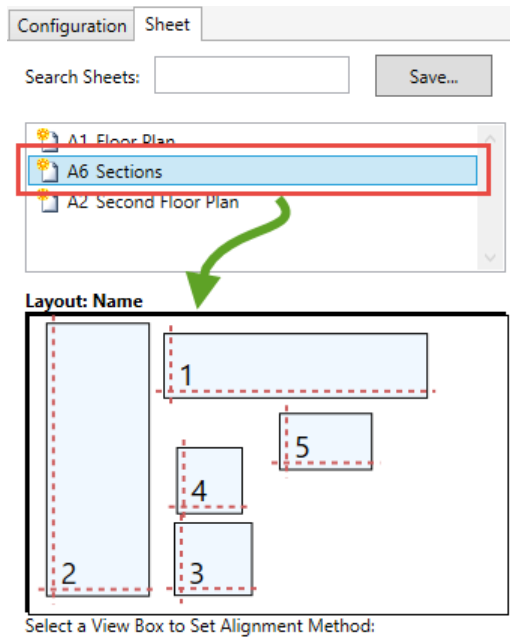 Configuration Sheet
Search Sheets: Save...
A1 Floor Plan
A6 Sections
A2 Second Floor Plan
Layout: Name
1
5
4
2 3
Select a View Box to Set Alignment Method: